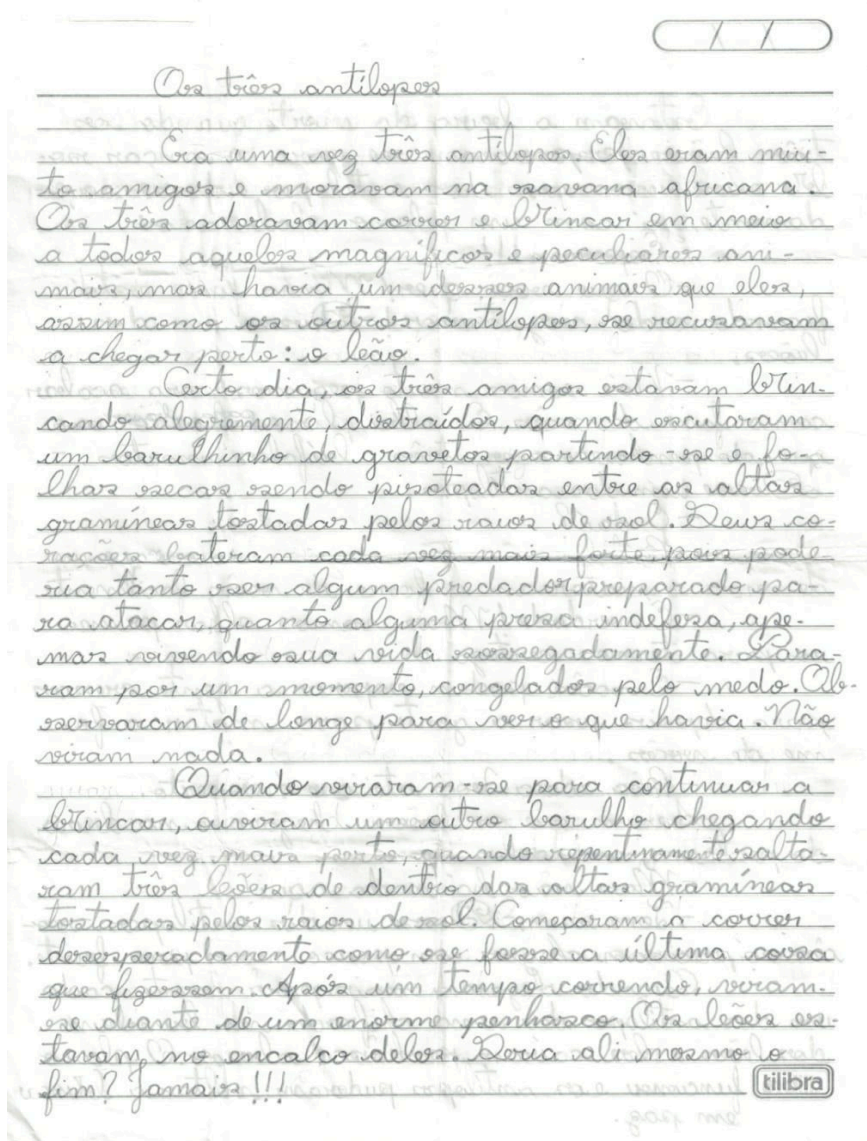 Os três antílopes
Era uma vez três antílopes. Eles eram mui-
to amigos e moravam na savana africana.
Os três adoravam correr e brincar em meio
a todos aqueles magníficos e peculiares ani-
mais, mas havia um desses animais que eles,
assim como os outros antílopes, se recusavam
a chegar perto: o leão.
Certo dia, os três amigos estavam brin-
cando alegremente, distraídos, quando escutaram
um barulhinho de gravetos partindo-se e fo-
lhas secas sendo pisoteadas entre as altas
gramíneas tostadas pelos raios de sol. Seus co-
rações bateram cada vez mais forte, pois pode
ria tanto ser algum predador preparado pa-
ra atacar, quanto alguma presa indefesa, ape-
nas vivendo sua vida sossegadamente. Para-
ram por um momento, congelados pelo medo. Ob-
servaram de longe para ver o que havia. Não
viram nada.
Quando viraram-se para continuar a
brincar, ouviram um outro barulho chegando
cada vez mais perto, quando repentinamente salta-
ram três leões de dentro das altas gramíneas
tostadas pelos raios de sol. Começaram a correr
desesperadamente como se fosse a última coisa
que fizessem. Após um tempo correndo, viram-
se diante de um enorme penhasco. Os leões es-
tavam no encalço deles. Seria ali mesmo o
fim? Jamais!!!
tilibra